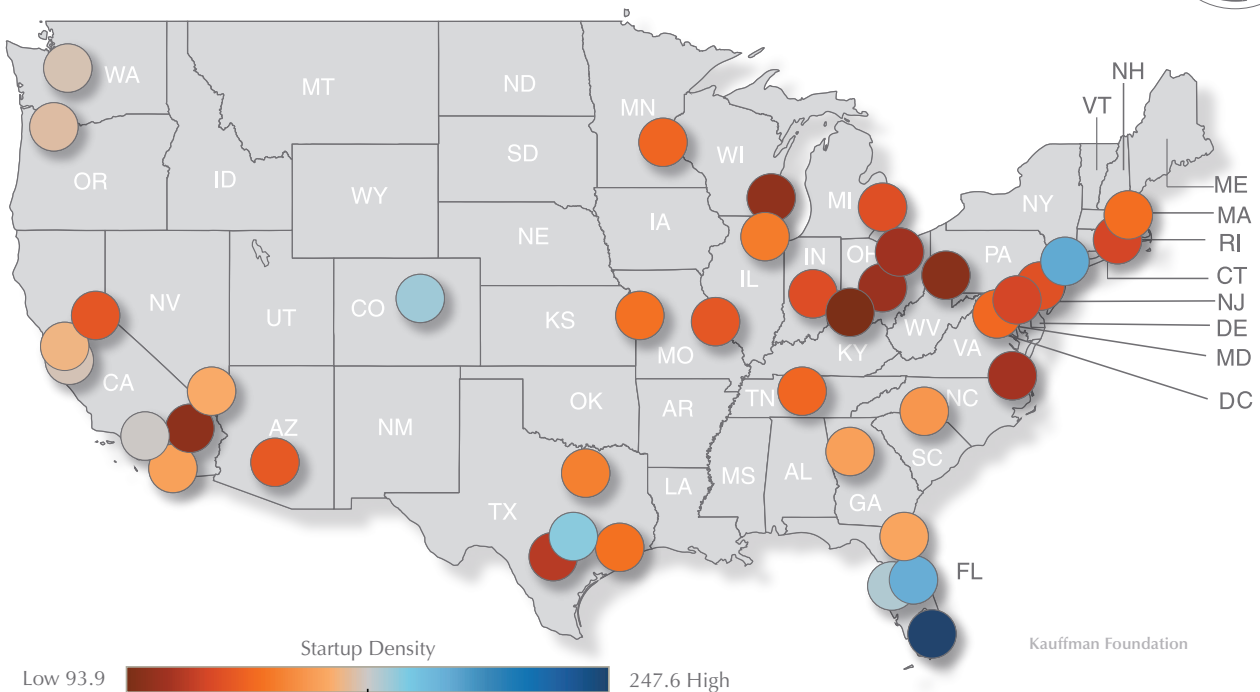 NH
VT
WA
MT
ND
MN
OR
ID
SD
WI
MI
ME
WY
NY
MA
IA
NE
RI
PA
OH
IN
IL
CT
NV
UT
CO
KS
MO
WV
NJ
VA
DE
KY
MD
CA
DC
TN
NC
OK
AR
AZ
NM
SC
MS
AL
GA
LA
TX
FL
Kauffman Foundation
Startup Density
Low 93.9
247.6 High